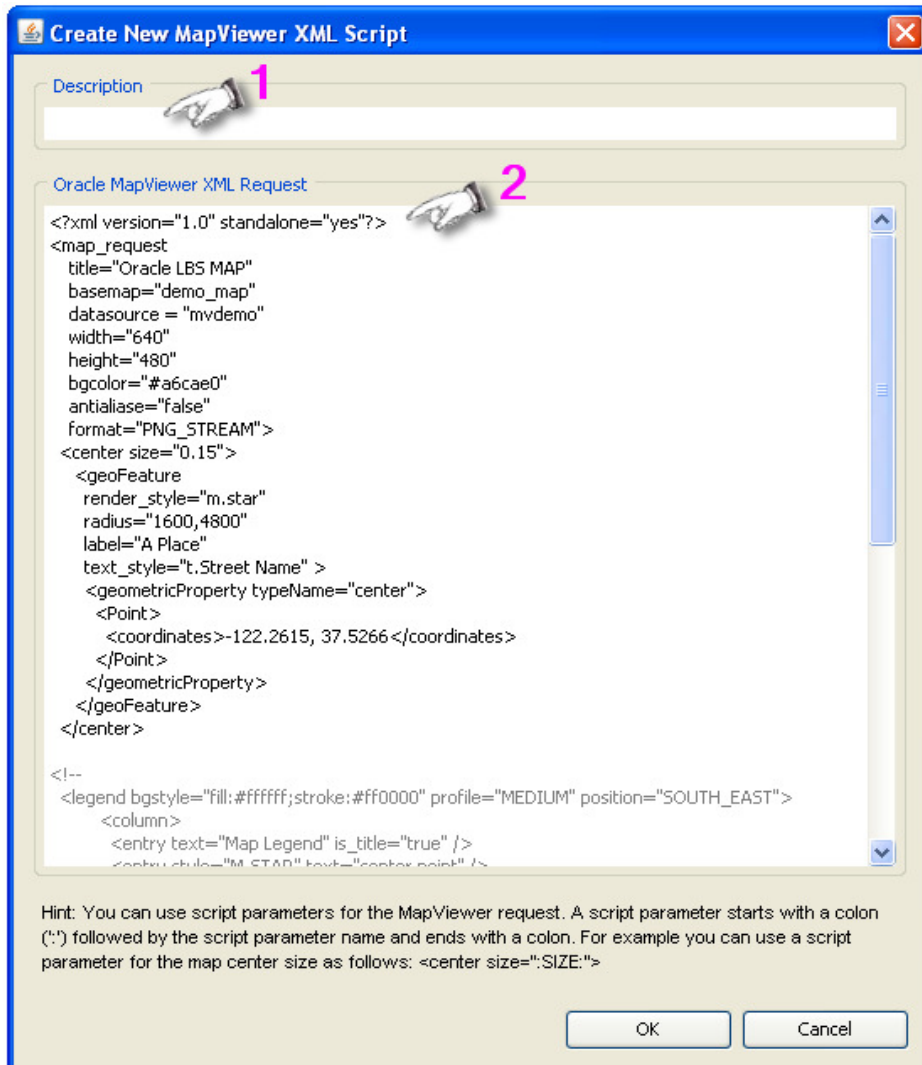 Create New MapViewer XML Script
Description
1
Oracle MapViewer XML Request
2
<?xml version="1.0" standalone="yes"?>
<map_request
title="Oracle LBS MAP"
basemap="demo_map"
datasource = "mvdemo"
width="640"
height="480"
bgcolor="#a6cae0"
antialiase="false"
format="PNG_STREAM">
<center size="0.15">
<geoFeature
render_style="m.star"
radius="1600,4800"
label="A Place"
text_style="t.Street Name" >
<geometricProperty typeName="center">
<Point>
<coordinates>-122.2615, 37.5266</coordinates>
</Point>
</geometricProperty>
</geoFeature>
</center>
<!--
<legend bgstyle="fill:#ffffff;stroke:#ff0000" profile="MEDIUM" position="SOUTH_EAST">
<column>
<entry text="Map Legend" is_title="true" />
<entry style="M.STAR" text="center point" />
Hint: You can use script parameters for the MapViewer request. A script parameter starts with a colon
(':') followed by the script parameter name and ends with a colon. For example you can use a script
parameter for the map center size as follows: <center size=":SIZE:">
OK
Cancel